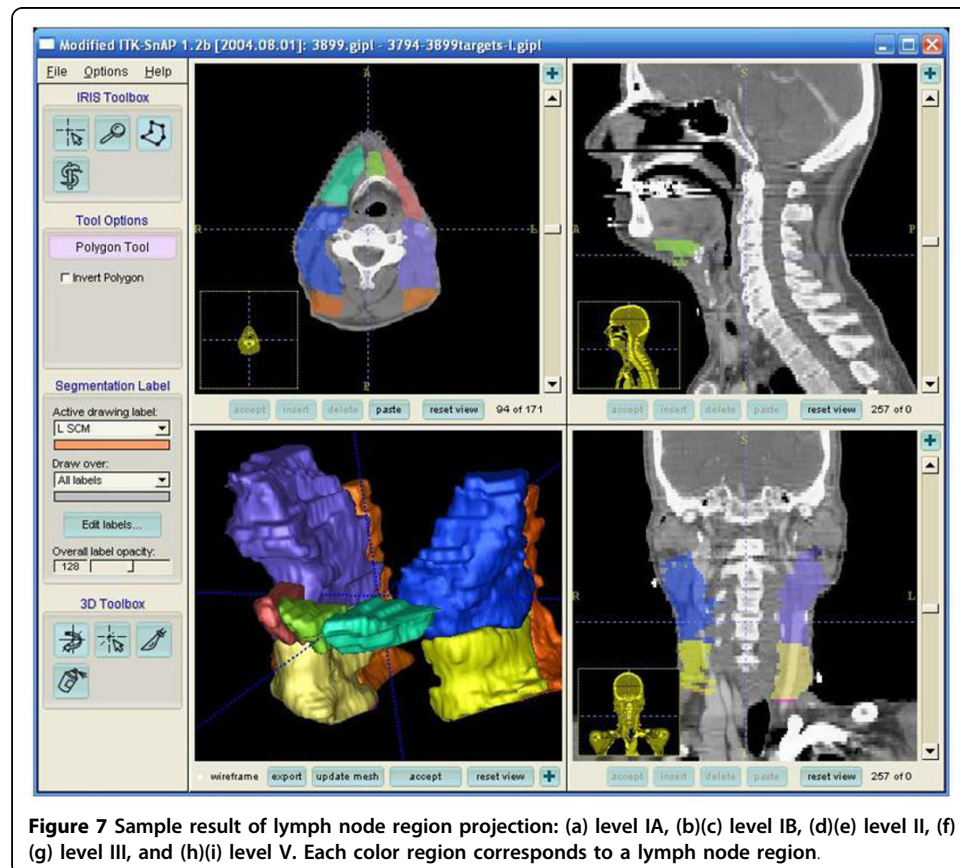 Modified ITK-SnAP 1.2b [2004.08.01]: 3899.gipl - 3794-3899targets-l.gipl
File Options Help
IRIS Toolbox
Tool Options
Polygon Tool
Invert Polygon
Segmentation Label
Active drawing label:
L SCM
Draw over:
All labels
Edit labels...
Overall label opacity:
128
3D Toolbox
A
R
L
P
accept insert delete paste reset view 94 of 171
S
A
P
accept insert delete paste reset view 257 of 0
wireframe export update mesh accept reset view
S
R
L
accept insert delete paste reset view 257 of 0
Figure 7 Sample result of lymph node region projection: (a) level IA, (b)(c) level IB, (d)(e) level II, (f)
(g) level III, and (h)(i) level V. Each color region corresponds to a lymph node region.